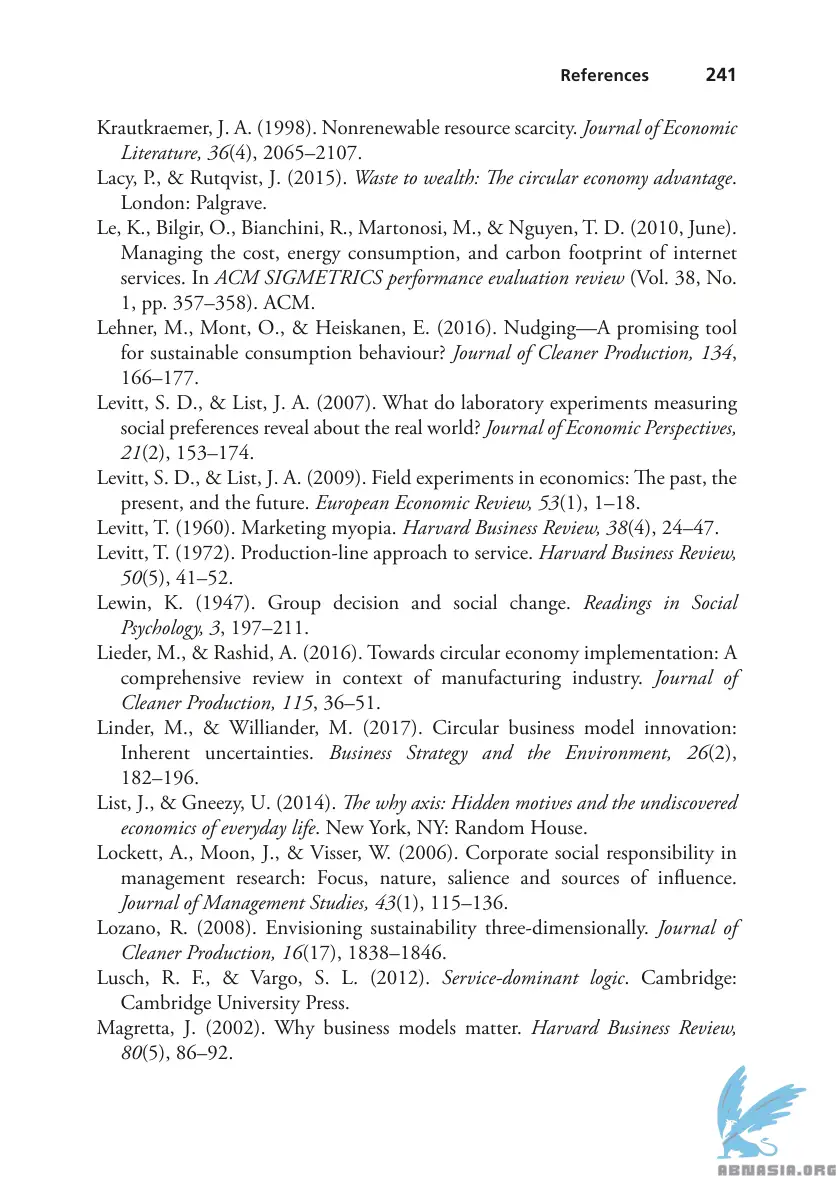 References 241
Krautkraemer, J. A. (1998). Nonrenewable resource scarcity. Journal of Economic
Literature, 36(4), 2065–2107.
Lacy, P., & Rutqvist, J. (2015). Waste to wealth: The circular economy advantage.
London: Palgrave.
Le, K., Bilgir, O., Bianchini, R., Martonosi, M., & Nguyen, T. D. (2010, June).
Managing the cost, energy consumption, and carbon footprint of internet
services. In ACM SIGMETRICS performance evaluation review (Vol. 38, No.
1, pp. 357–358). ACM.
Lehner, M., Mont, O., & Heiskanen, E. (2016). Nudging—A promising tool
for sustainable consumption behaviour? Journal of Cleaner Production, 134,
166–177.
Levitt, S. D., & List, J. A. (2007). What do laboratory experiments measuring
social preferences reveal about the real world? Journal of Economic Perspectives,
21(2), 153–174.
Levitt, S. D., & List, J. A. (2009). Field experiments in economics: The past, the
present, and the future. European Economic Review, 53(1), 1–18.
Levitt, T. (1960). Marketing myopia. Harvard Business Review, 38(4), 24–47.
Levitt, T. (1972). Production-line approach to service. Harvard Business Review,
50(5), 41–52.
Lewin, K. (1947). Group decision and social change. Readings in Social
Psychology, 3, 197–211.
Lieder, M., & Rashid, A. (2016). Towards circular economy implementation: A
comprehensive review in context of manufacturing industry. Journal of
Cleaner Production, 115, 36–51.
Linder, M., & Williander, M. (2017). Circular business model innovation:
Inherent uncertainties. Business Strategy and the Environment, 26(2),
182–196.
List, J., & Gneezy, U. (2014). The why axis: Hidden motives and the undiscovered
economics of everyday life. New York, NY: Random House.
Lockett, A., Moon, J., & Visser, W. (2006). Corporate social responsibility in
management research: Focus, nature, salience and sources of influence.
Journal of Management Studies, 43(1), 115–136.
Lozano, R. (2008). Envisioning sustainability three-dimensionally. Journal of
Cleaner Production, 16(17), 1838–1846.
Lusch, R. F., & Vargo, S. L. (2012). Service-dominant logic. Cambridge:
Cambridge University Press.
Magretta, J. (2002). Why business models matter. Harvard Business Review,
80(5), 86–92.
ABNASIA.ORG